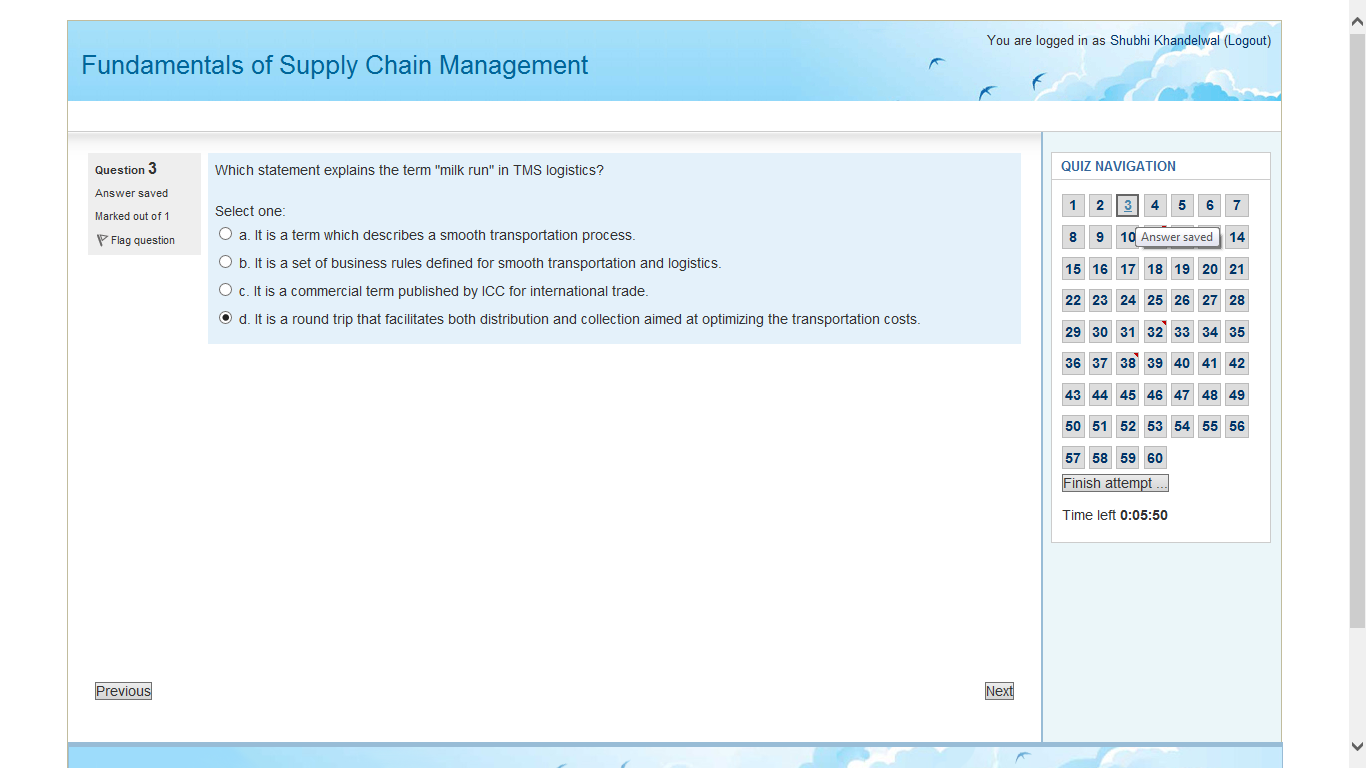 You are logged in as Shubhi Khandelwal (Logout)
Fundamentals of Supply Chain Management
Question 3
Answer saved
Marked out of 1
Flag question
Which statement explains the term "milk run" in TMS logistics?
Select one:
a. It is a term which describes a smooth transportation process.
b. It is a set of business rules defined for smooth transportation and logistics.
c. It is a commercial term published by ICC for international trade.
d. It is a round trip that facilitates both distribution and collection aimed at optimizing the transportation costs.
Previous
Next
QUIZ NAVIGATION
1 2 3 4 5 6 7
8 9 10 Answer saved 14
15 16 17 18 19 20 21
22 23 24 25 26 27 28
29 30 31 32 33 34 35
36 37 38 39 40 41 42
43 44 45 46 47 48 49
50 51 52 53 54 55 56
57 58 59 60
Finish attempt ...
Time left 0:05:50